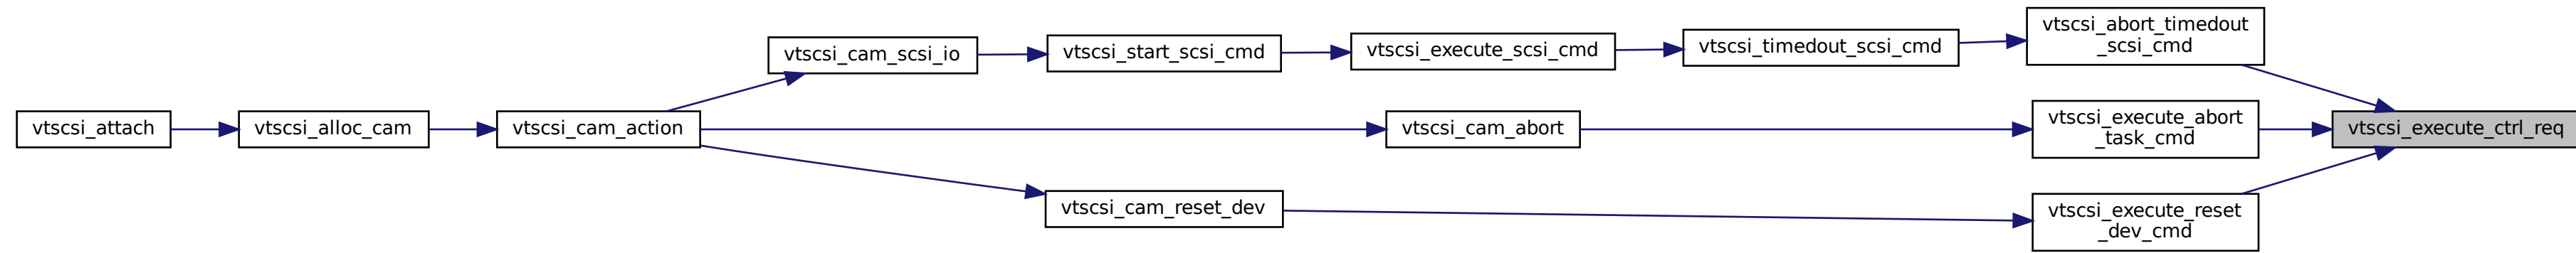 vtscsi_attach
vtscsi_alloc_cam
vtscsi_cam_action
vtscsi_cam_scsi_io
vtscsi_start_scsi_cmd
vtscsi_execute_scsi_cmd
vtscsi_timedout_scsi_cmd
vtscsi_abort_timedout
_scsi_cmd
vtscsi_cam_abort
vtscsi_execute_abort
_task_cmd
vtscsi_cam_reset_dev
vtscsi_execute_reset
_dev_cmd
vtscsi_execute_ctrl_req